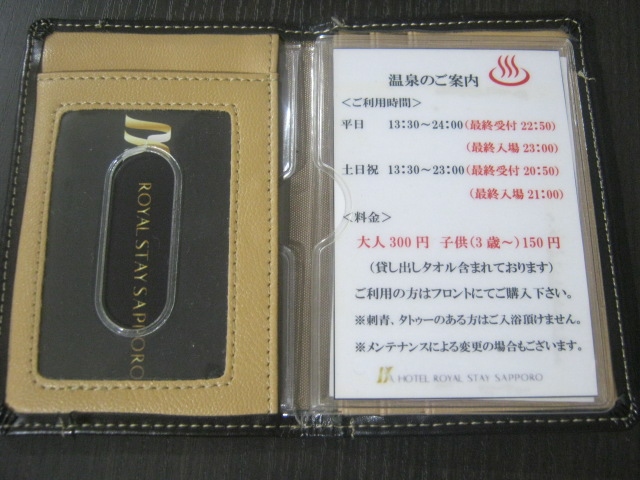 ROYAL STAY SAPPORO
温泉のご案内
＜ご利用時間＞
平日 13:30～24:00(最終受付 22:50)
(最終入場 23:00)
土日祝 13:30～23:00(最終受付 20:50)
(最終入場 21:00)
＜料金＞
大人 300 円 子供(3 歳～) 150 円
(貸し出しタオル含まれております)
ご利用の方はフロントにてご購入下さい。
※刺青、タトゥーのある方はご入浴頂けません。
※メンテナンスによる変更の場合もございます。
HOTEL ROYAL STAY SAPPORO